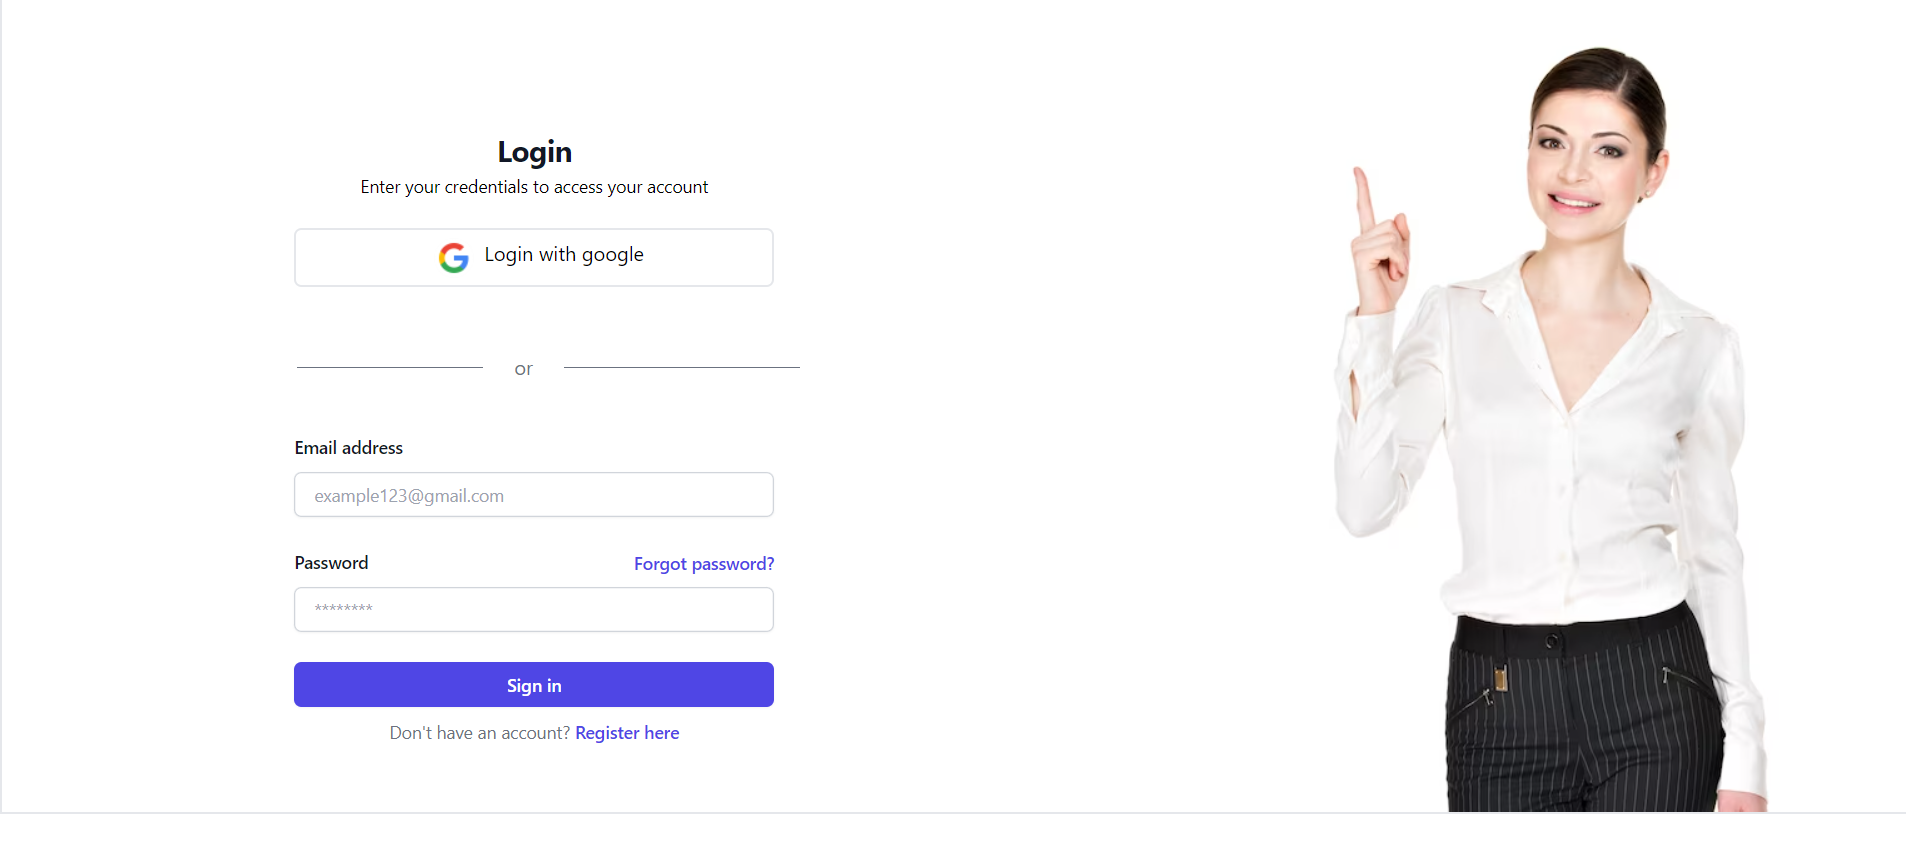 Login
Enter your credentials to access your account
Login with google
or
Email address
example123@gmail.com
Password Forgot password?
********
Sign in
Don't have an account? Register here